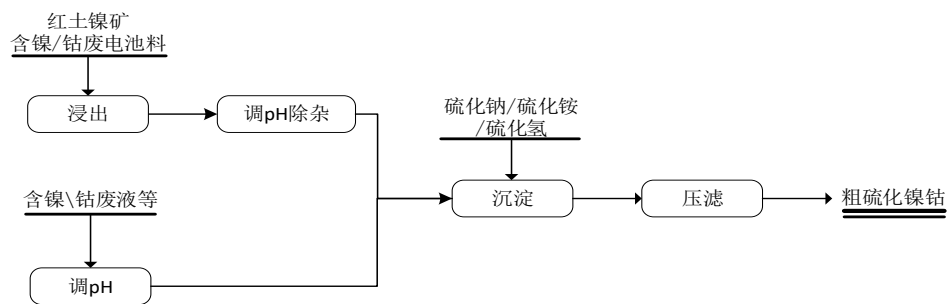 红土镍矿
含镍/钴废电池料
浸出
调pH除杂
硫化钠/硫化铵
/硫化氢
含镍\钴废液等
沉淀
压滤
粗硫化镍钴
调pH